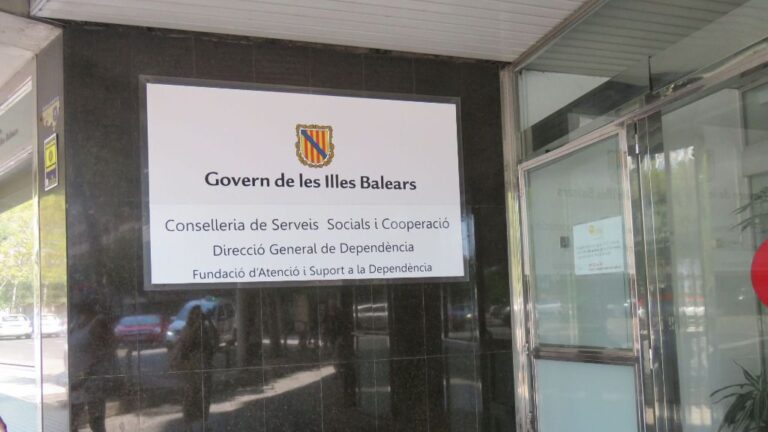 Govern de les Illes Balears
Conselleria de Serveis Socials i Cooperació
Direcció General de Dependència
Fundació d'Atenció i Suport a la Dependència